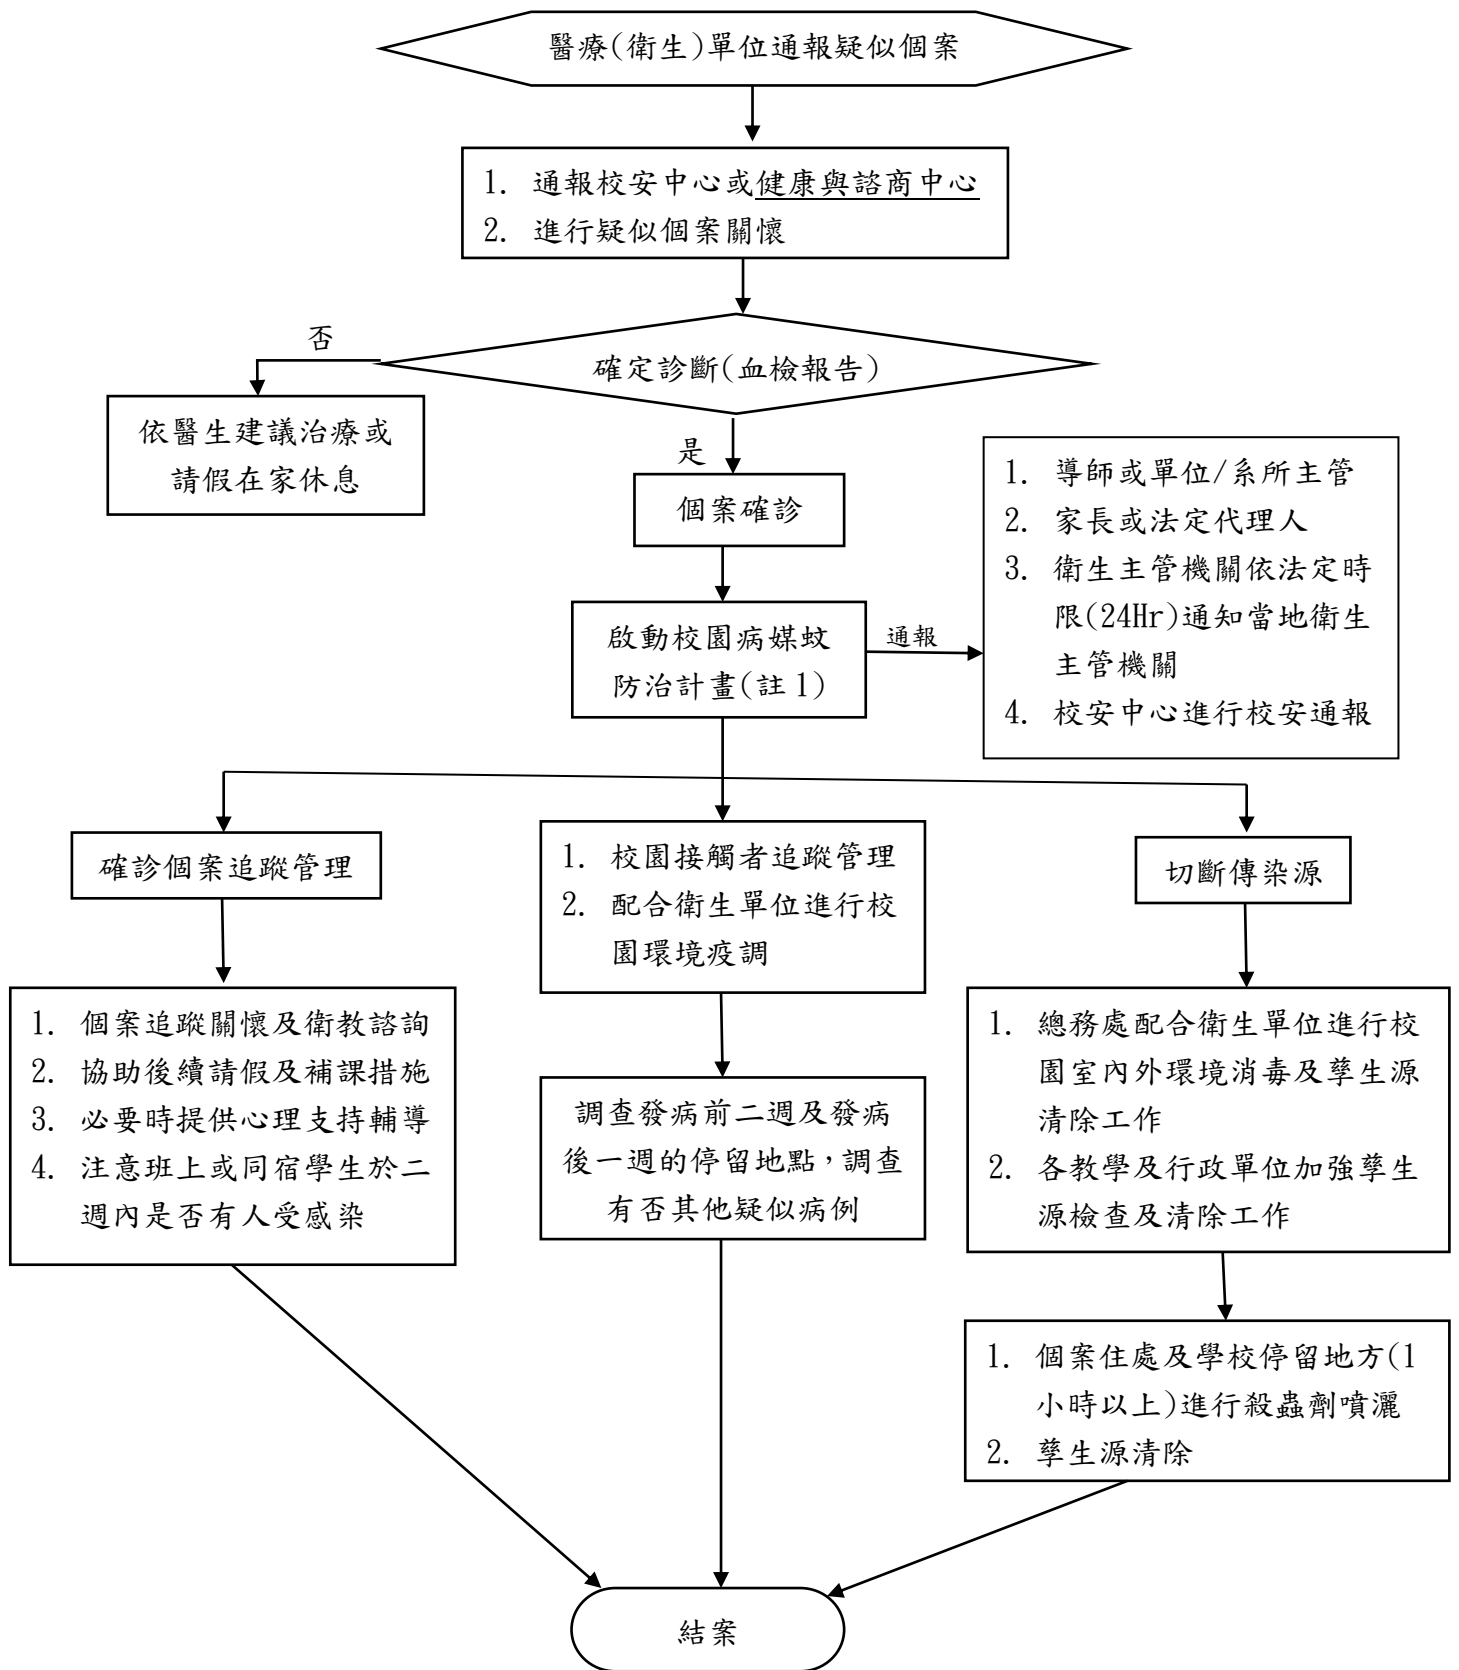 醫療(衛生)單位通報疑似個案
1. 通報校安中心或健康與諮商中心
2. 進行疑似個案關懷
否
確定診斷(血檢報告)
依醫生建議治療或
請假在家休息
是
個案確診
1. 導師或單位/系所主管
2. 家長或法定代理人
3. 衛生主管機關依法定時
限(24Hr)通知當地衛生
主管機關
4. 校安中心進行校安通報
啟動校園病媒蚊
防治計畫(註1)
通報
確診個案追蹤管理
1. 校園接觸者追蹤管理
2. 配合衛生單位進行校
園環境疫調
切斷傳染源
1. 個案追蹤關懷及衛教諮詢
2. 協助後續請假及補課措施
3. 必要時提供心理支持輔導
4. 注意班上或同宿學生於二
週內是否有人受感染
調查發病前二週及發病
後一週的停留地點，調查
有否其他疑似病例
1. 總務處配合衛生單位進行校
園室內外環境消毒及孳生源
清除工作
2. 各教學及行政單位加強孳生
源檢查及清除工作
1. 個案住處及學校停留地方(1
小時以上)進行殺蟲劑噴灑
2. 孳生源清除
結案